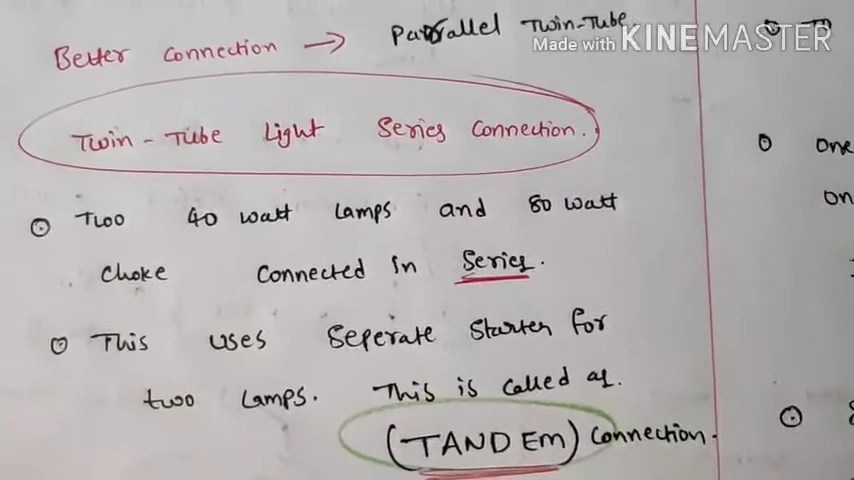 Better Connection → Parallel Twin-Tube
Made with KINEMASTER
Twin-Tube Light Series Connection.
Two 40 watt Lamps and 80 watt
Choke Connected in Series.
This uses Seperate Starter for
two Lamps. This is called as.
(TANDEM) Connection.
One
on